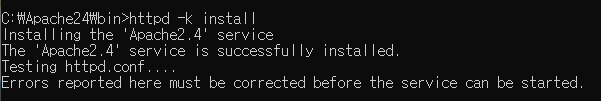 C:₩Apache24₩bin>httpd -k install
Installing the 'Apache2.4' service
The 'Apache2.4' service is successfully installed.
Testing httpd.conf....
Errors reported here must be corrected before the service can be started.